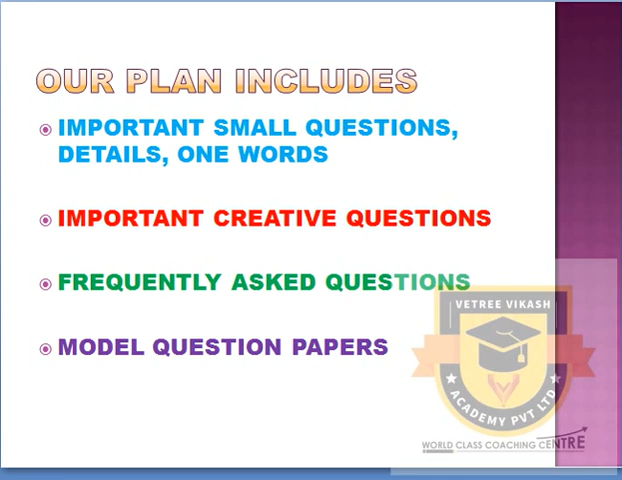 OUR PLAN INCLUDES
IMPORTANT SMALL QUESTIONS,
DETAILS, ONE WORDS
IMPORTANT CREATIVE QUESTIONS
FREQUENTLY ASKED QUESTIONS
MODEL QUESTION PAPERS
VETREE VIKASH
ACADEMY PVT LTD
WORLD CLASS COACHING CENTRE